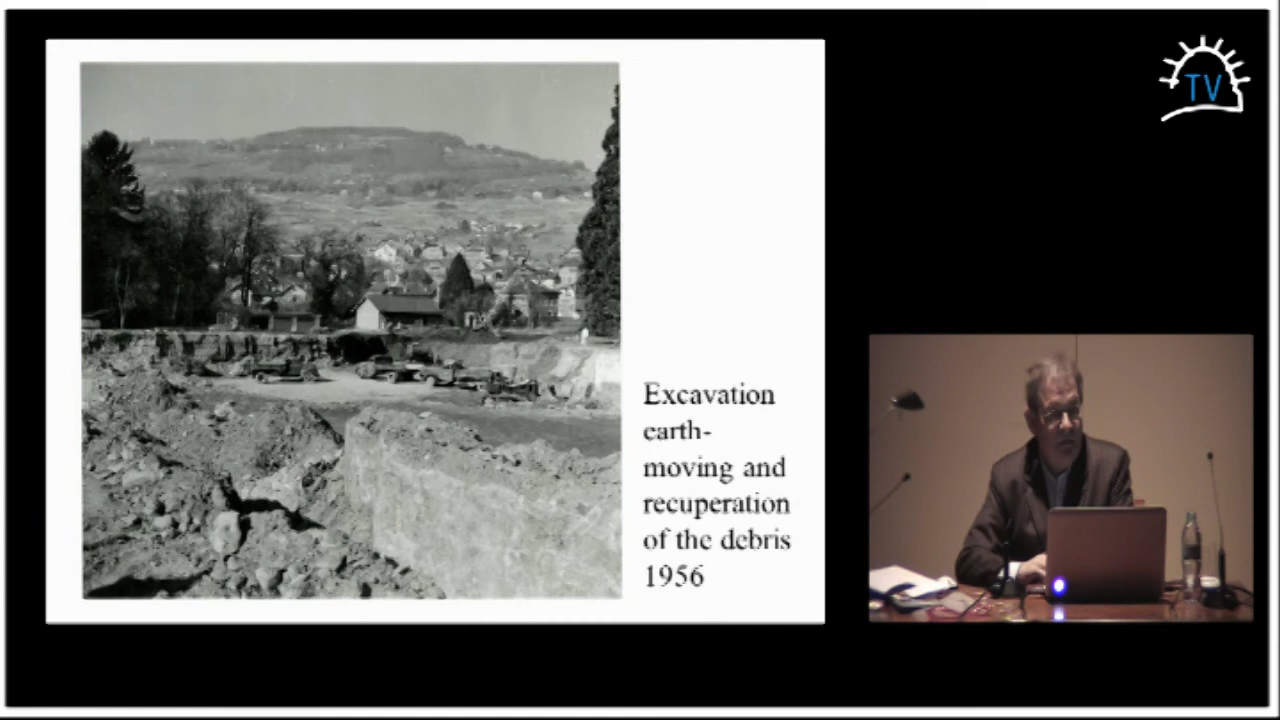 TV
Excavation
earth-
moving and
recuperation
of the debris
1956